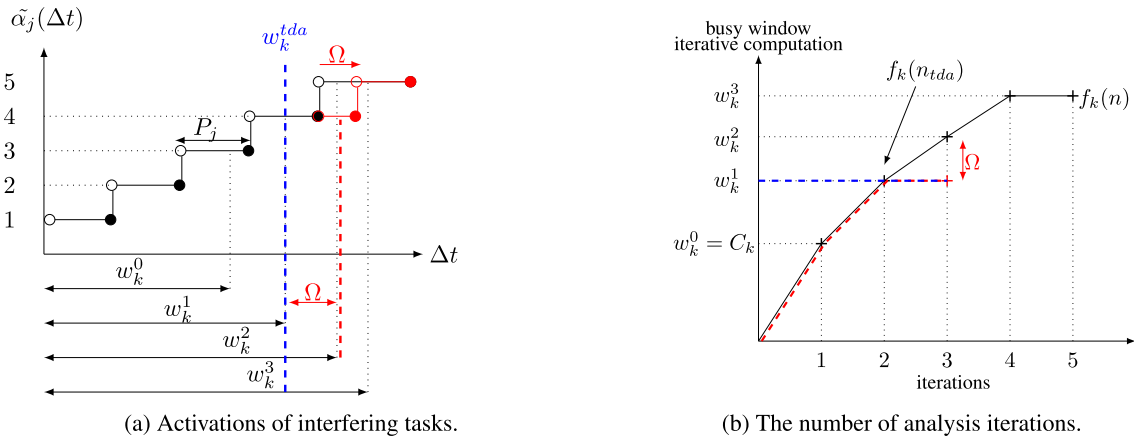 α̃_j(Δt)
w_k^{tda}
Ω
5
4
P_j
3
2
1
Δt
w_k^0
Ω
w_k^1
w_k^2
w_k^3
(a) Activations of interfering tasks.
busy window
iterative computation
f_k(n_{tda})
w_k^3
f_k(n)
w_k^2
Ω
w_k^1
w_k^0 = C_k
1 2 3 4 5
iterations
(b) The number of analysis iterations.